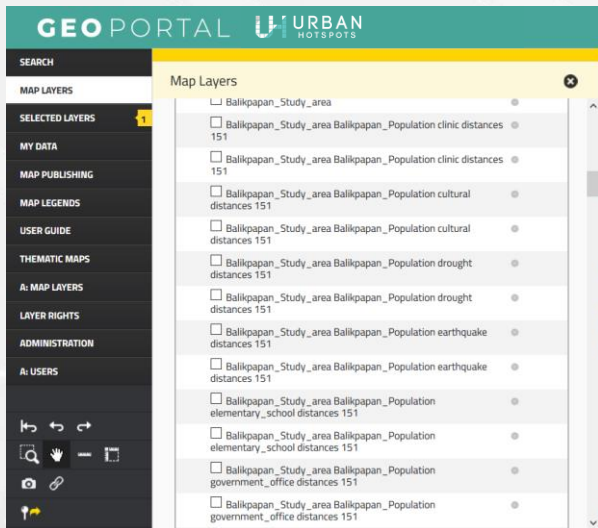 GEOPORTAL URBAN HOTSPOTS
SEARCH
MAP LAYERS
SELECTED LAYERS 1
MY DATA
MAP PUBLISHING
MAP LEGENDS
USER GUIDE
THEMATIC MAPS
A: MAP LAYERS
LAYER RIGHTS
ADMINISTRATION
A: USERS
Map Layers
Balikpapan_Study_area
Balikpapan_Study_area Balikpapan_Population clinic distances
151
Balikpapan_Study_area Balikpapan_Population clinic distances
151
Balikpapan_Study_area Balikpapan_Population cultural
distances 151
Balikpapan_Study_area Balikpapan_Population cultural
distances 151
Balikpapan_Study_area Balikpapan_Population drought
distances 151
Balikpapan_Study_area Balikpapan_Population drought
distances 151
Balikpapan_Study_area Balikpapan_Population earthquake
distances 151
Balikpapan_Study_area Balikpapan_Population earthquake
distances 151
Balikpapan_Study_area Balikpapan_Population
elementary_school distances 151
Balikpapan_Study_area Balikpapan_Population
elementary_school distances 151
Balikpapan_Study_area Balikpapan_Population
government_office distances 151
Balikpapan_Study_area Balikpapan_Population
government_office distances 151